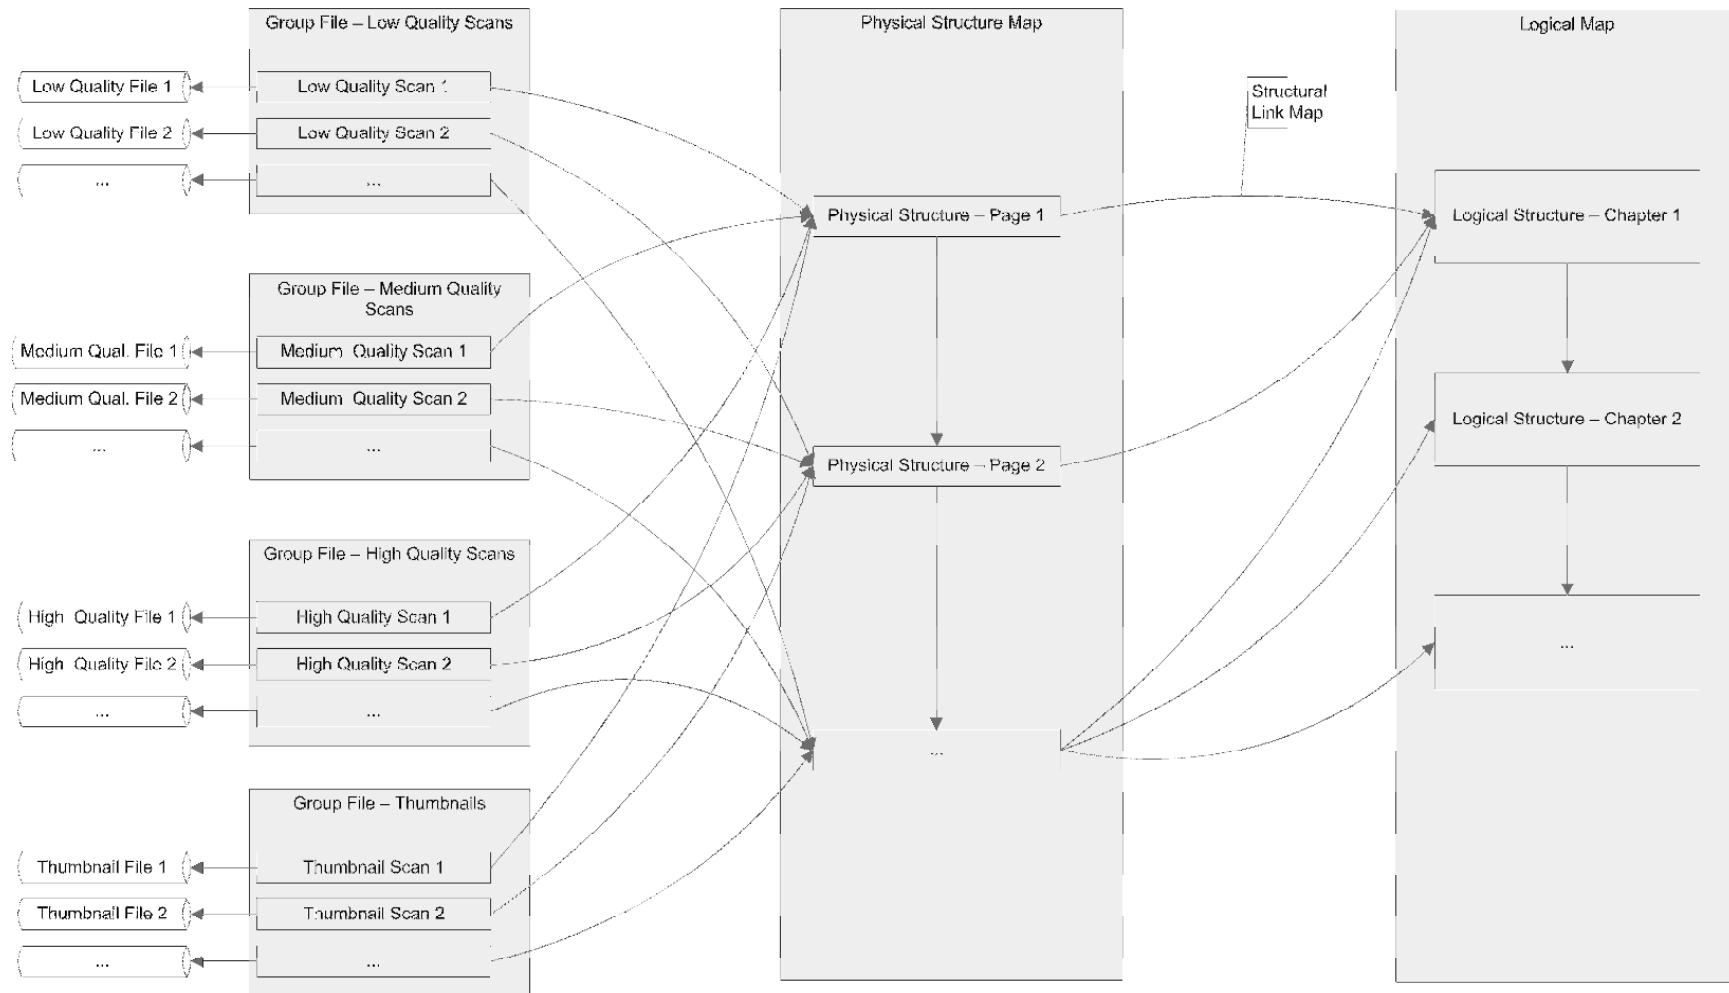 Group File – Low Quality Scans
Low Quality File 1
Low Quality Scan 1
Low Quality File 2
Low Quality Scan 2
...
...
Group File – Medium Quality
Scans
Medium Qual. File 1
Medium Quality Scan 1
Medium Qual. File 2
Medium Quality Scan 2
...
...
Group File – High Quality Scans
High Quality File 1
High Quality Scan 1
High Quality File 2
High Quality Scan 2
...
...
Group File – Thumbnails
Thumbnail File 1
Thumbnail Scan 1
Thumbnail File 2
Thumbnail Scan 2
...
...
Physical Structure Map
Physical Structure – Page 1
Physical Structure – Page 2
...
Structural
Link Map
Logical Map
Logical Structure – Chapter 1
Logical Structure – Chapter 2
...